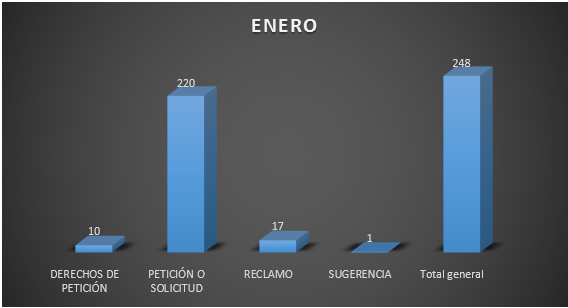 ENERO
10
220
17
1
248
DERECHOS DE
PETICIÓN
PETICIÓN O
SOLICITUD
RECLAMO
SUGERENCIA
Total general